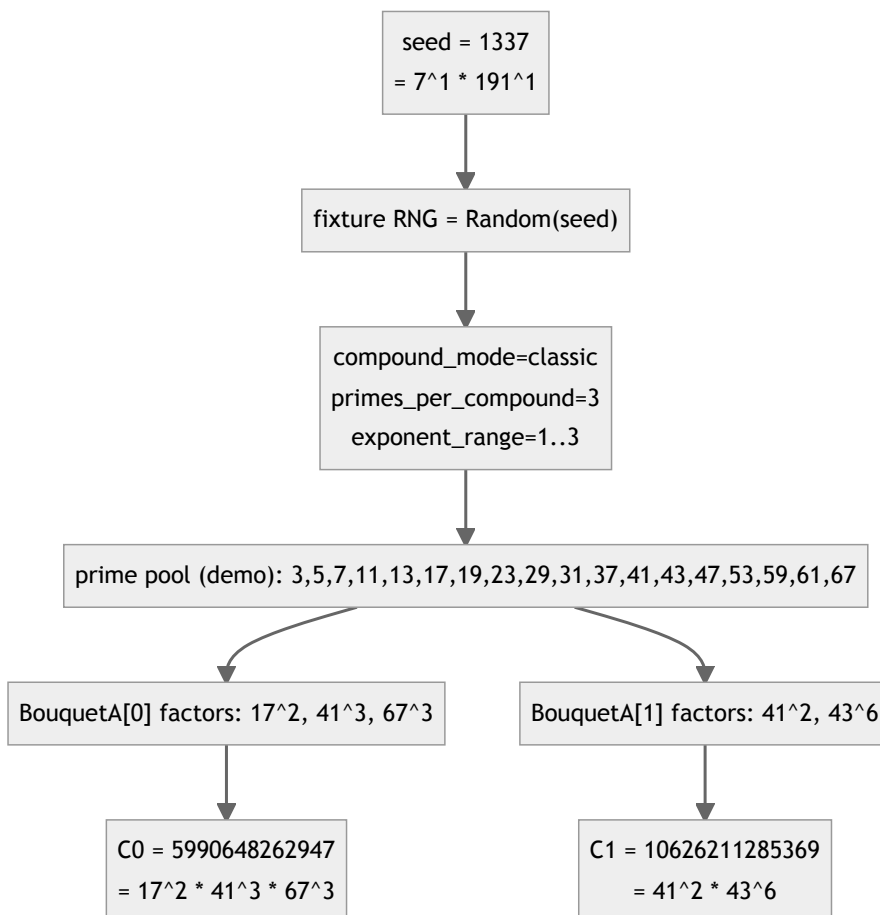 seed = 1337
= 7^1 * 191^1
fixture RNG = Random(seed)
compound_mode=classic
primes_per_compound=3
exponent_range=1..3
prime pool (demo): 3,5,7,11,13,17,19,23,29,31,37,41,43,47,53,59,61,67
BouquetA[0] factors: 17^2, 41^3, 67^3
BouquetA[1] factors: 41^2, 43^6
C0 = 5990648262947
= 17^2 * 41^3 * 67^3
C1 = 10626211285369
= 41^2 * 43^6